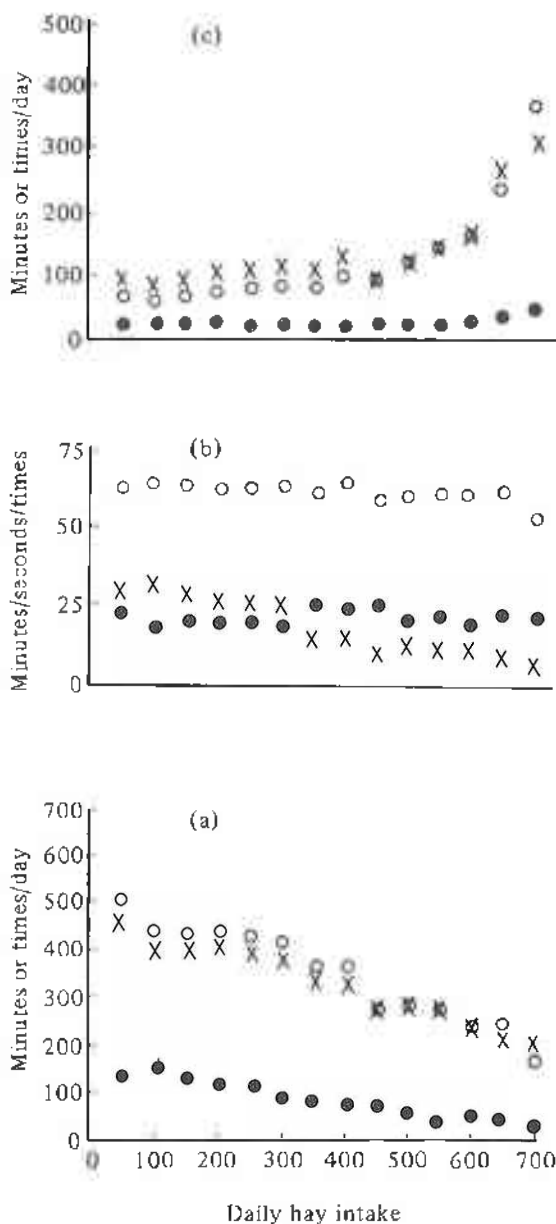 (c)
Minutes or times/day
500
400
300
200
100
0
(b)
Minutes/seconds/times
75
50
25
0
(a)
Minutes or times/day
700
600
500
400
300
200
100
0
0 100 200 300 400 500 600 700
Daily hay intake